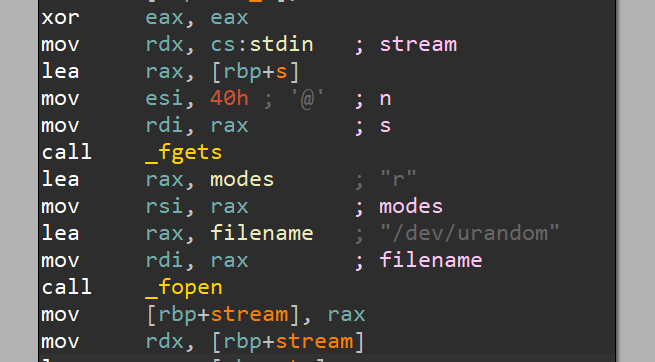 xor eax, eax
mov rdx, cs:stdin ; stream
lea rax, [rbp+s]
mov esi, 40h ; '@' ; n
mov rdi, rax ; s
call _fgets
lea rax, modes ; "r"
mov rsi, rax ; modes
lea rax, filename ; "/dev/urandom"
mov rdi, rax ; filename
call _fopen
mov [rbp+stream], rax
mov rdx, [rbp+stream]